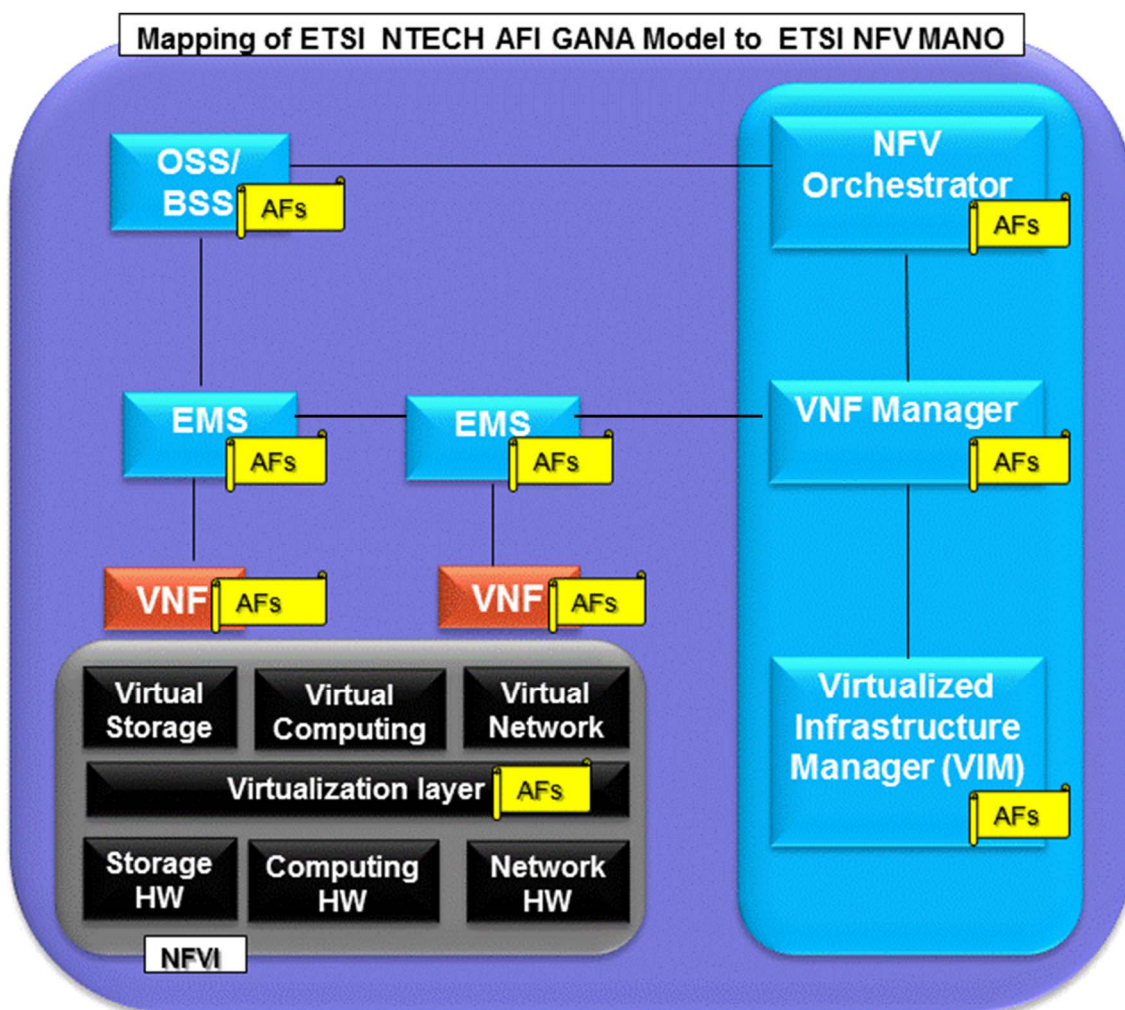 Mapping of ETSI NTECH AFI GANA Model to ETSI NFV MANO
OSS/
BSS
AFs
NFV
Orchestrator
AFs
EMS
AFs
EMS
AFs
VNF Manager
AFs
VNF
AFs
VNF
AFs
Virtual
Storage
Virtual
Computing
Virtual
Network
Virtualization layer
AFs
Storage
HW
Computing
HW
Network
HW
NFVI
Virtualized
Infrastructure
Manager (VIM)
AFs